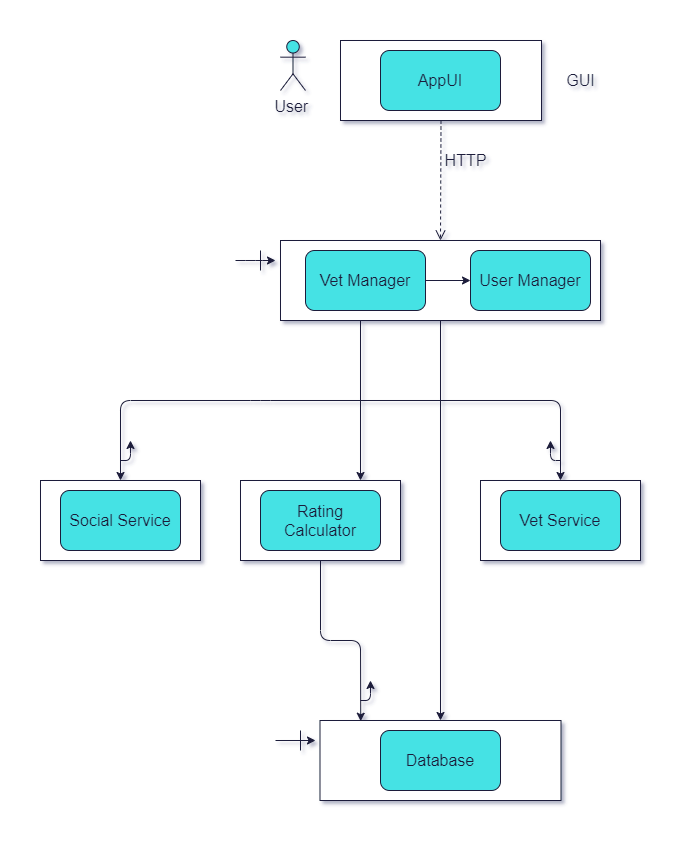 AppUI
GUI
User
HTTP
Vet Manager
User Manager
Social Service
Rating
Calculator
Vet Service
Database